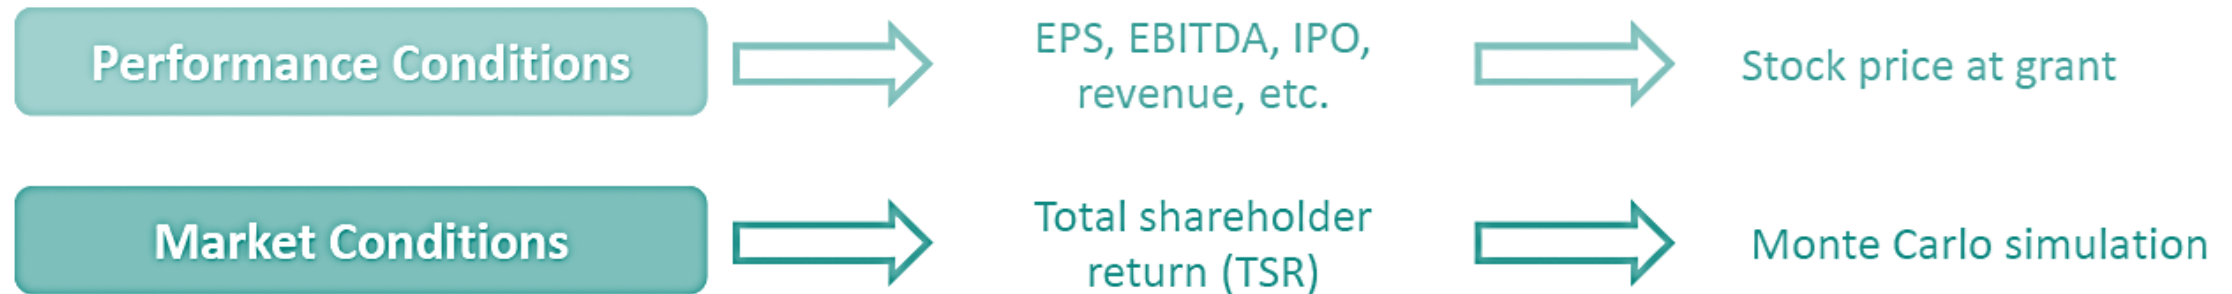 Performance Conditions
EPS, EBITDA, IPO,
revenue, etc.
Stock price at grant
Market Conditions
Total shareholder
return (TSR)
Monte Carlo simulation